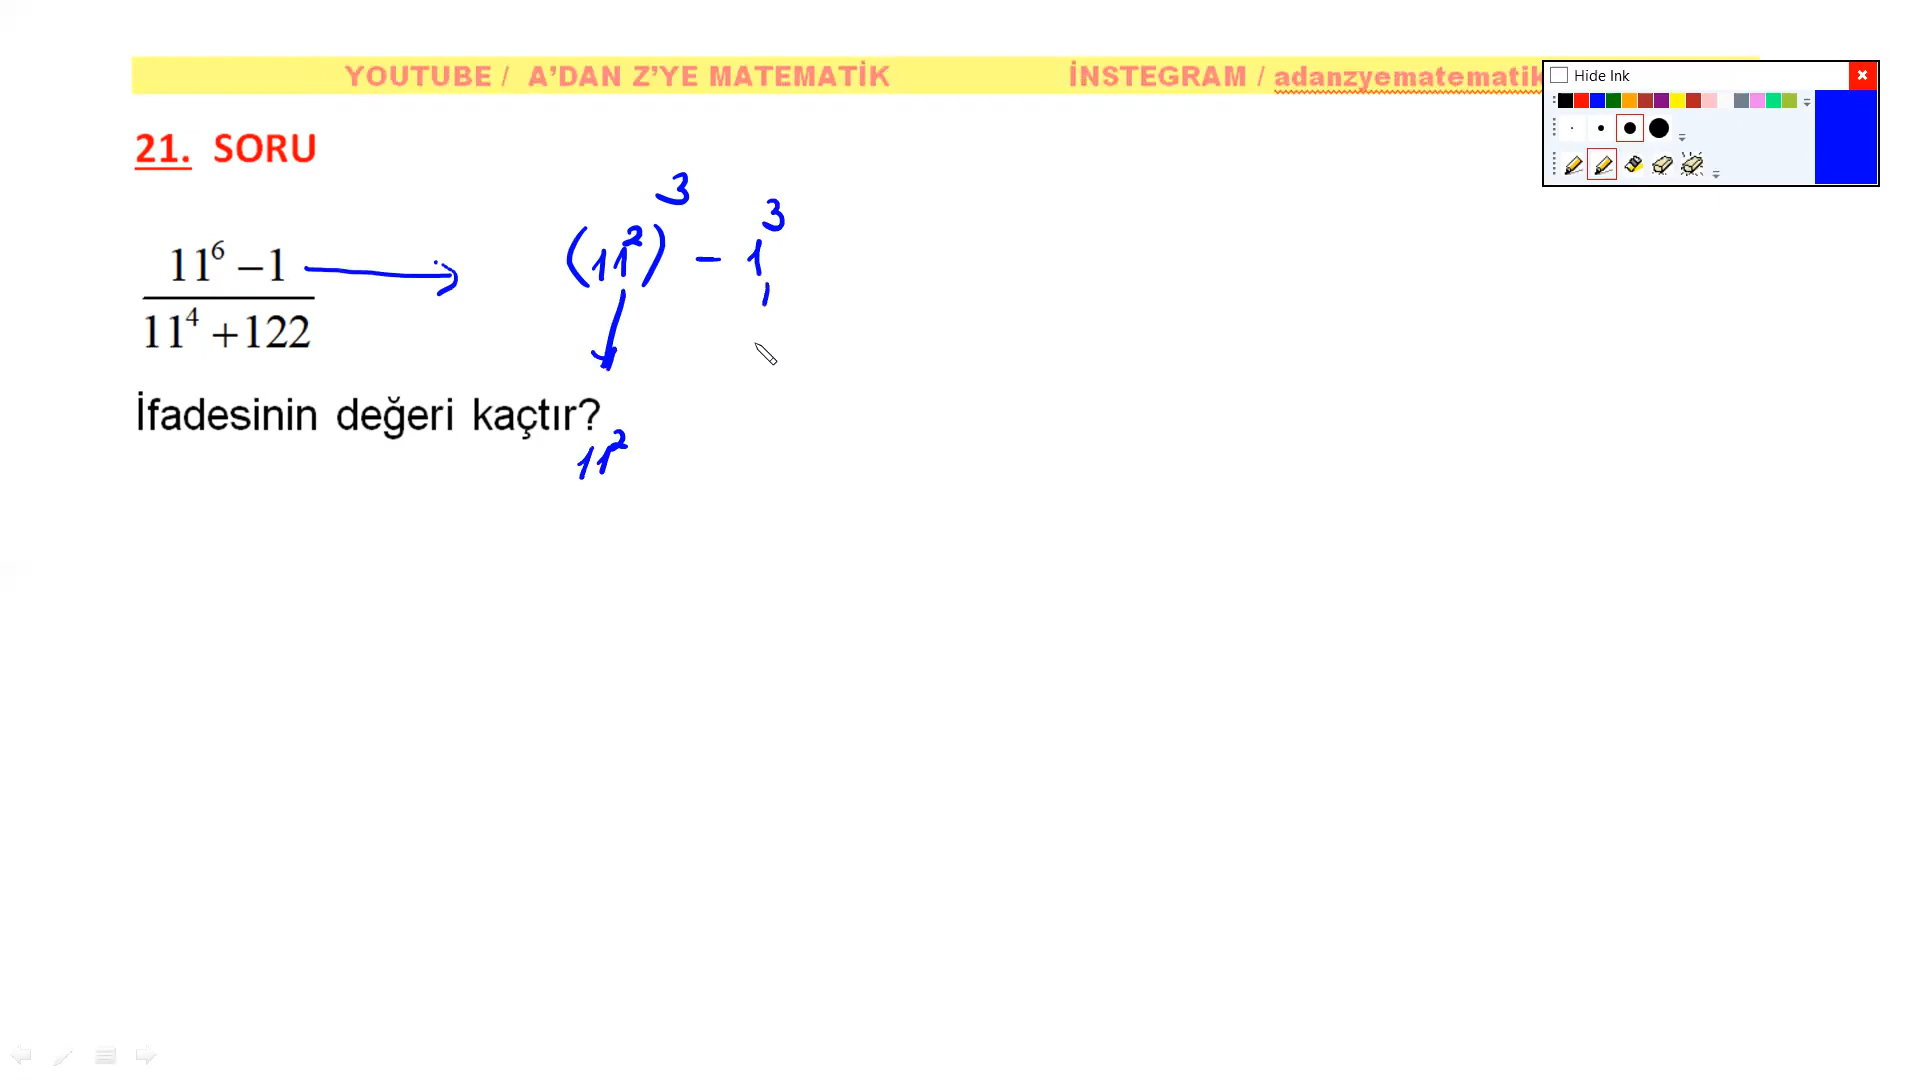 YOUTUBE / A’DAN Z’YE MATEMATİK İNSTEGRAM / adanzyematematik
Hide Ink
21. SORU
11⁶ − 1
11⁴ + 122
(11²)³ − 1³
İfadesinin değeri kaçtır?
11²